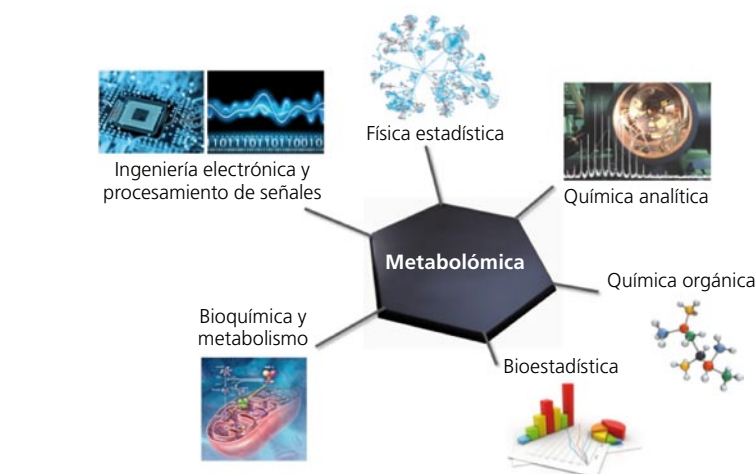 Física estadística
Ingeniería electrónica y
procesamiento de señales
Química analítica
Metabolómica
Química orgánica
Bioquímica y
metabolismo
Bioestadística